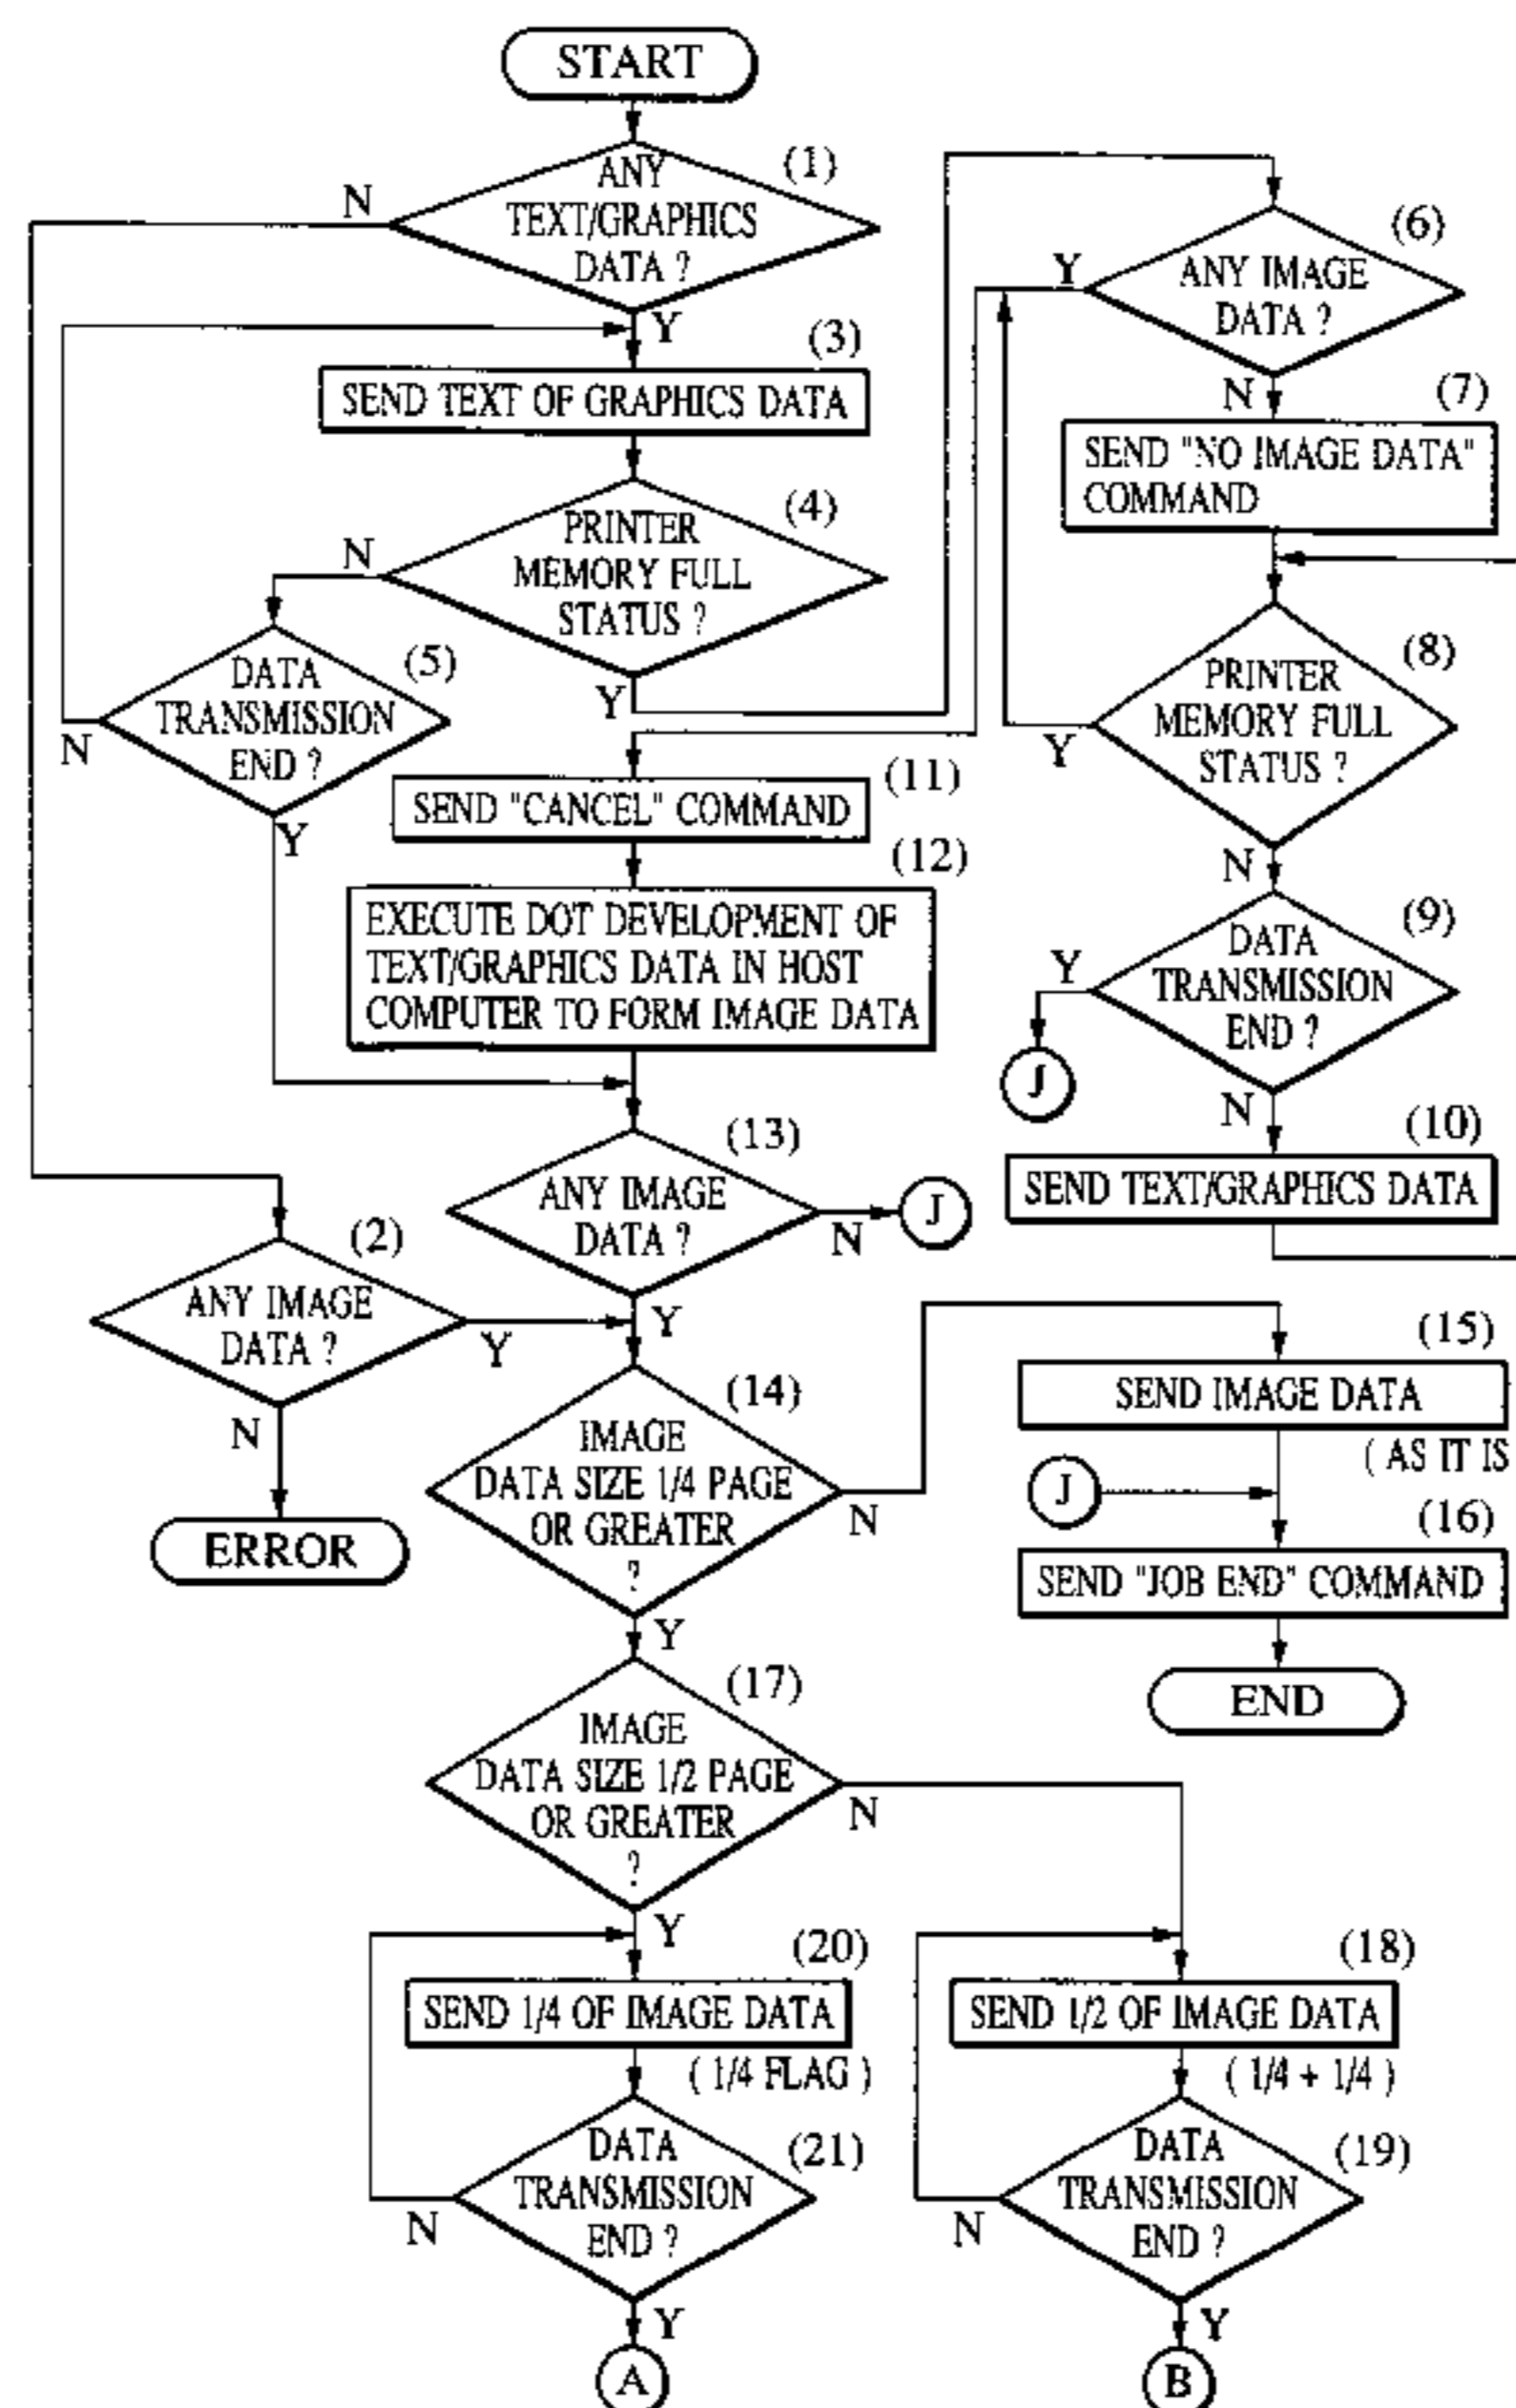 START
(1)
ANY
TEXT/GRAPHICS
DATA ?
N
Y
(3)
SEND TEXT OF GRAPHICS DATA
(4)
PRINTER
MEMORY FULL
STATUS ?
N
Y
(5)
DATA
TRANSMISSION
END ?
N
Y
(6)
ANY IMAGE
DATA ?
Y
N
(7)
SEND "NO IMAGE DATA"
COMMAND
(8)
PRINTER
MEMORY FULL
STATUS ?
Y
N
(9)
DATA
TRANSMISSION
END ?
Y
J
N
(10)
SEND TEXT/GRAPHICS DATA
(11)
SEND "CANCEL" COMMAND
(12)
EXECUTE DOT DEVELOPMENT OF
TEXT/GRAPHICS DATA IN HOST
COMPUTER TO FORM IMAGE DATA
(13)
ANY IMAGE
DATA ?
N
J
Y
(2)
ANY IMAGE
DATA ?
Y
N
ERROR
(14)
IMAGE
DATA SIZE 1/4 PAGE
OR GREATER
?
N
Y
(15)
SEND IMAGE DATA
( AS IT IS
J
(16)
SEND "JOB END" COMMAND
END
(17)
IMAGE
DATA SIZE 1/2 PAGE
OR GREATER
?
N
Y
(20)
SEND 1/4 OF IMAGE DATA
( 1/4 FLAG )
(21)
DATA
TRANSMISSION
END ?
N
Y
A
(18)
SEND 1/2 OF IMAGE DATA
( 1/4 + 1/4 )
(19)
DATA
TRANSMISSION
END ?
N
Y
B